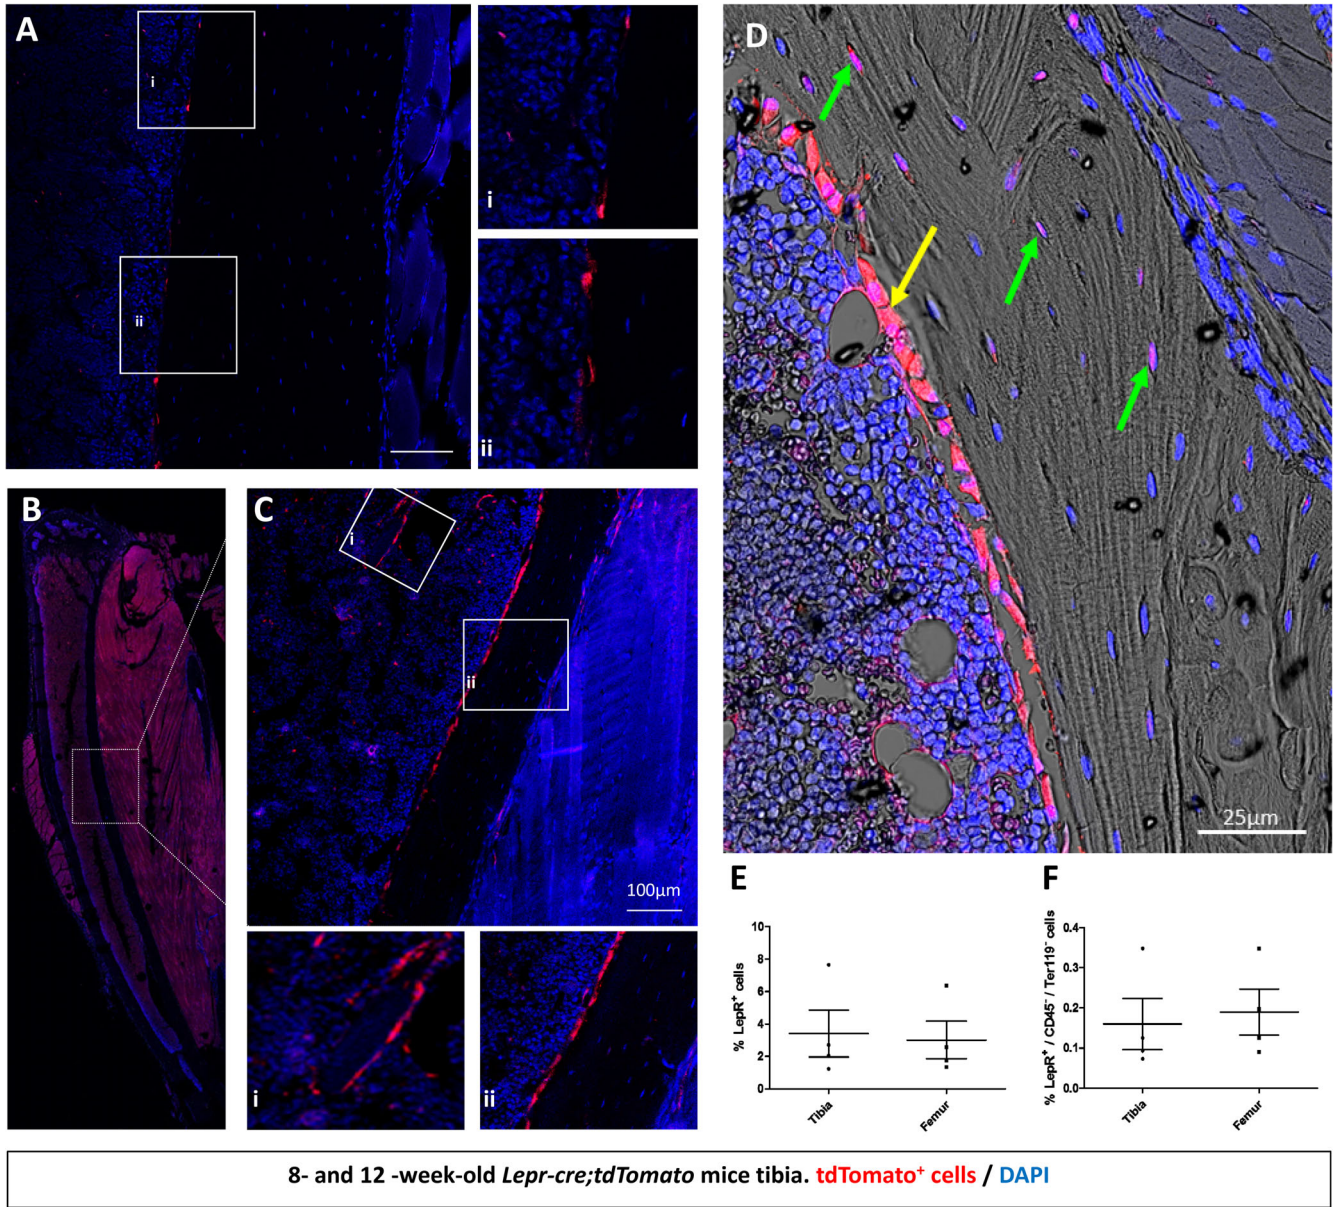 A
i
ii
i
ii
B
C
i
ii
100μm
i
ii
D
25μm
E
% LepR⁺ cells
10
8
6
4
2
0
Tibia
Femur
F
% LepR⁺ / CD45⁻ / Ter119⁻ cells
0.4
0.3
0.2
0.1
0.0
Tibia
Femur
8- and 12 -week-old Lepr-cre;tdTomato mice tibia. tdTomato⁺ cells / DAPI